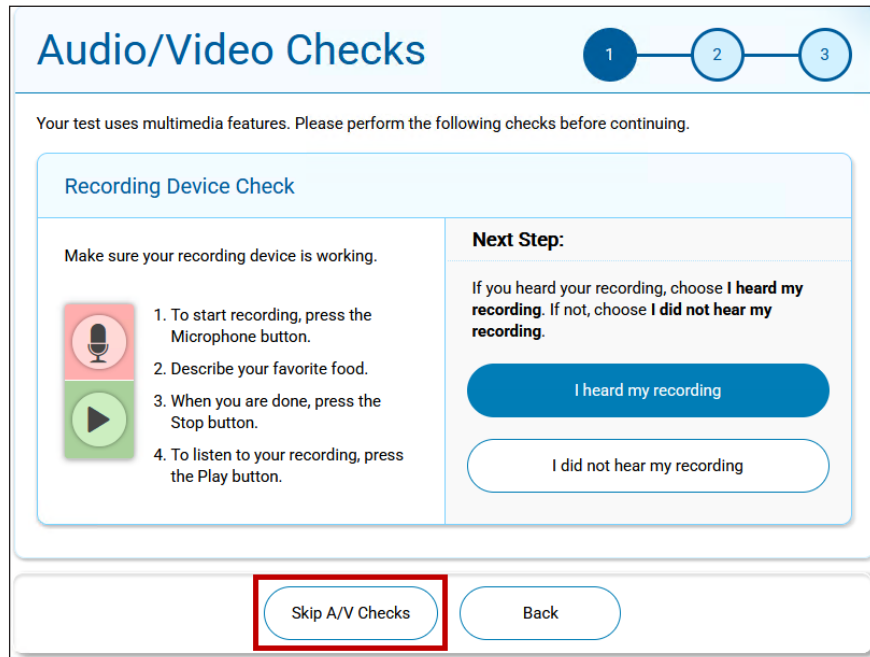 Audio/Video Checks
1
2
3
Your test uses multimedia features. Please perform the following checks before continuing.
Recording Device Check
Make sure your recording device is working.
1. To start recording, press the
Microphone button.
2. Describe your favorite food.
3. When you are done, press the
Stop button.
4. To listen to your recording, press
the Play button.
Next Step:
If you heard your recording, choose I heard my
recording. If not, choose I did not hear my
recording.
I heard my recording
I did not hear my recording
Skip A/V Checks
Back